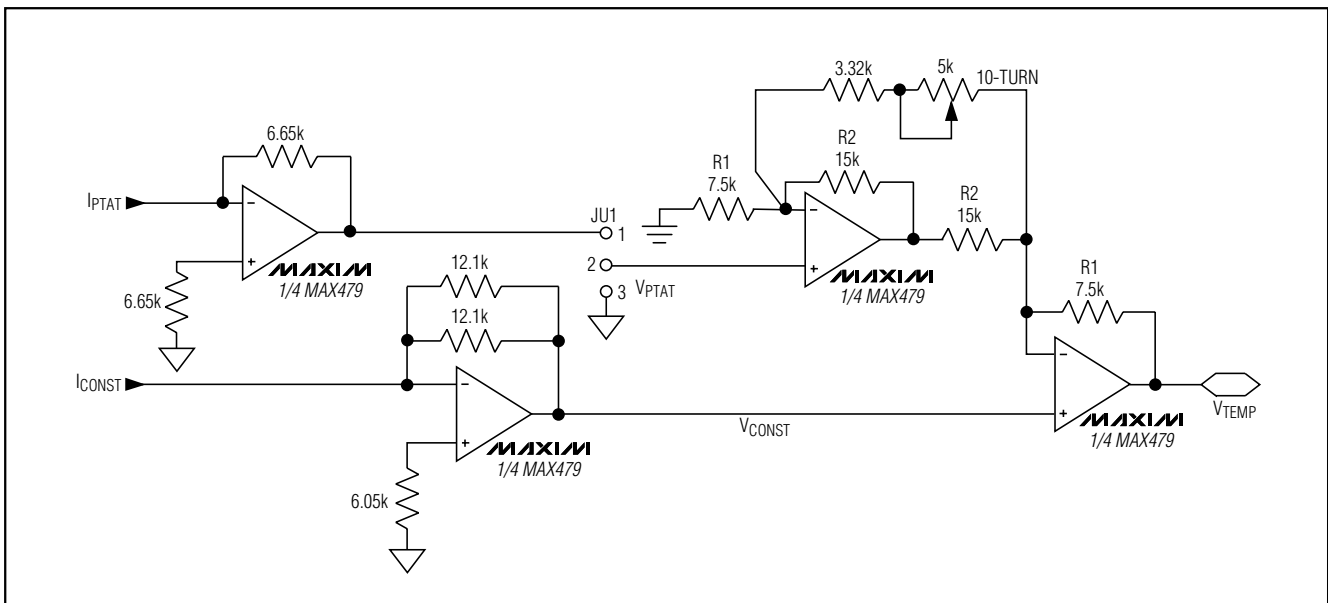 3.32k
5k
10-TURN
6.65k
R1
7.5k
R2
15k
R2
15k
IPTAT
JU1
1
MAXIM
1/4 MAX479
6.65k
12.1k
12.1k
2
VPTAT
3
MAXIM
1/4 MAX479
R1
7.5k
ICONST
VCONST
MAXIM
1/4 MAX479
VTEMP
MAXIM
1/4 MAX479
6.05k
-
+
-
+
-
+
-
+